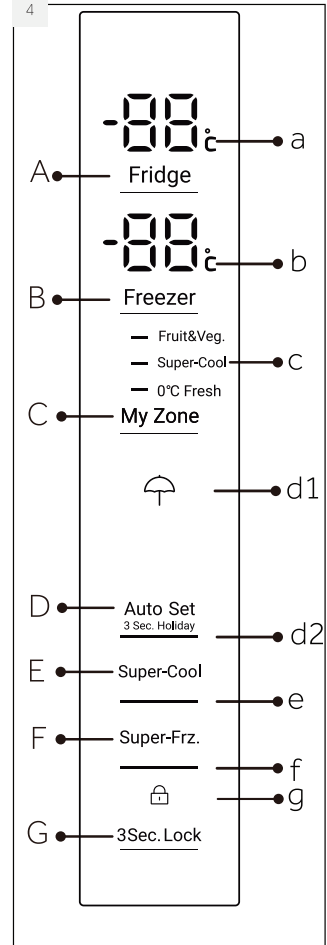 4
-88°c
a
A
Fridge
-88°c
b
B
Freezer
Fruit&Veg.
Super-Cool
c
0°C Fresh
C
My Zone
d1
D
Auto Set
3 Sec. Holiday
d2
E
Super-Cool
e
F
Super-Frz.
f
g
G
3Sec.Lock